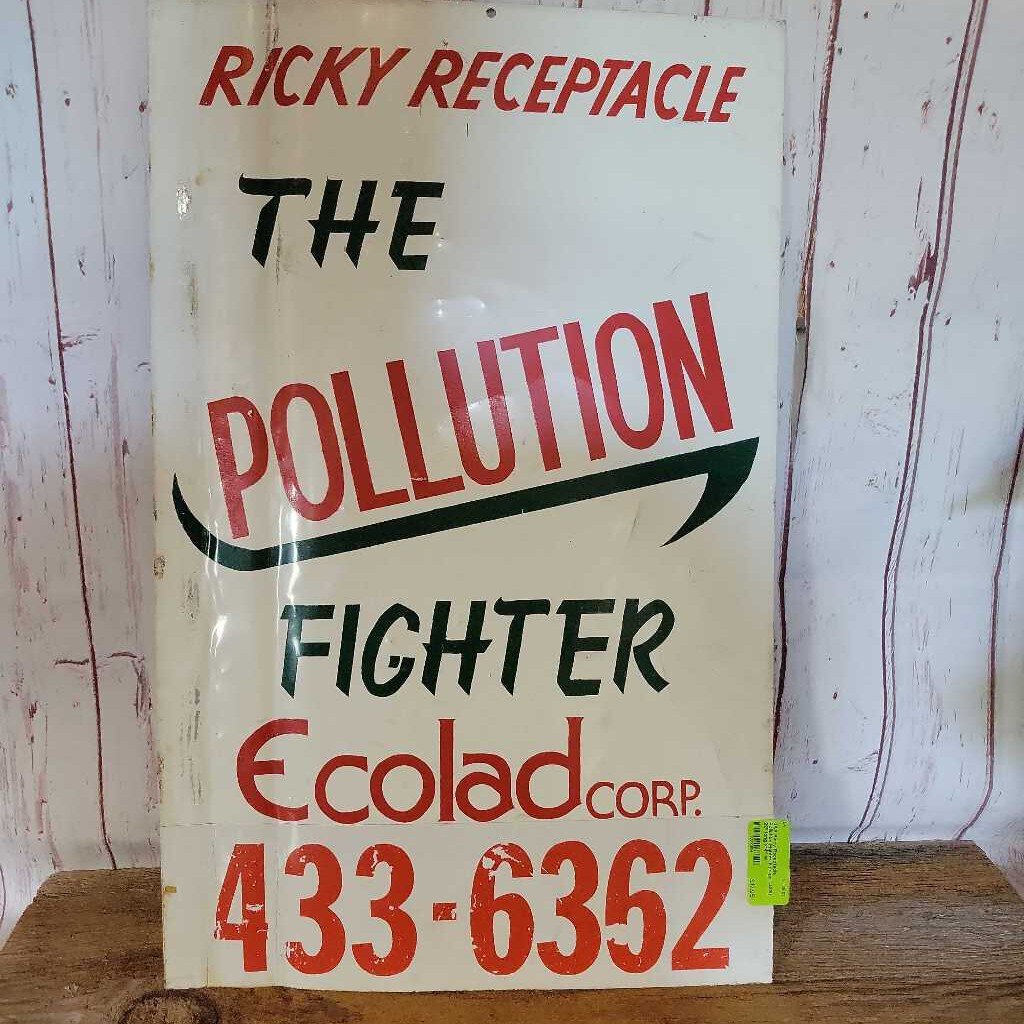 RICKY RECEPTACLE
THE
POLLUTION
FIGHTER
Ecolad CORP.
433-6362